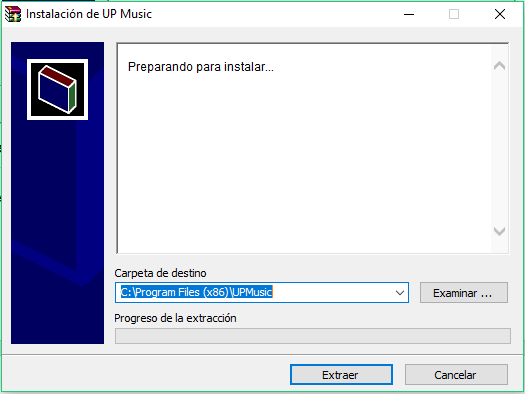 Instalación de UP Music
Preparando para instalar...
Carpeta de destino
C:\Program Files (x86)\UPMusic
Examinar ...
Progreso de la extracción
Extraer
Cancelar